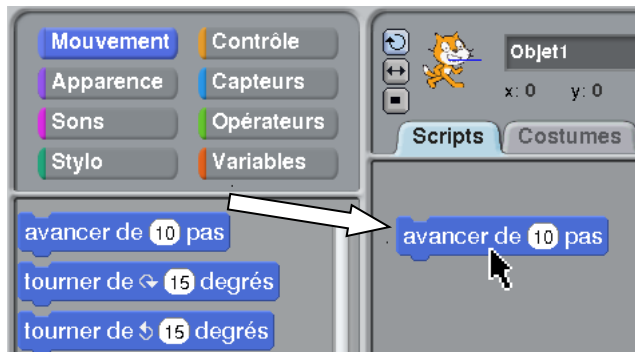 Mouvement Contrôle
Apparence Capteurs
Sons Opérateurs
Stylo Variables
avancer de 10 pas
tourner de 15 degrés
tourner de 15 degrés
Objet1
x: 0 y: 0
Scripts Costumes
avancer de 10 pas